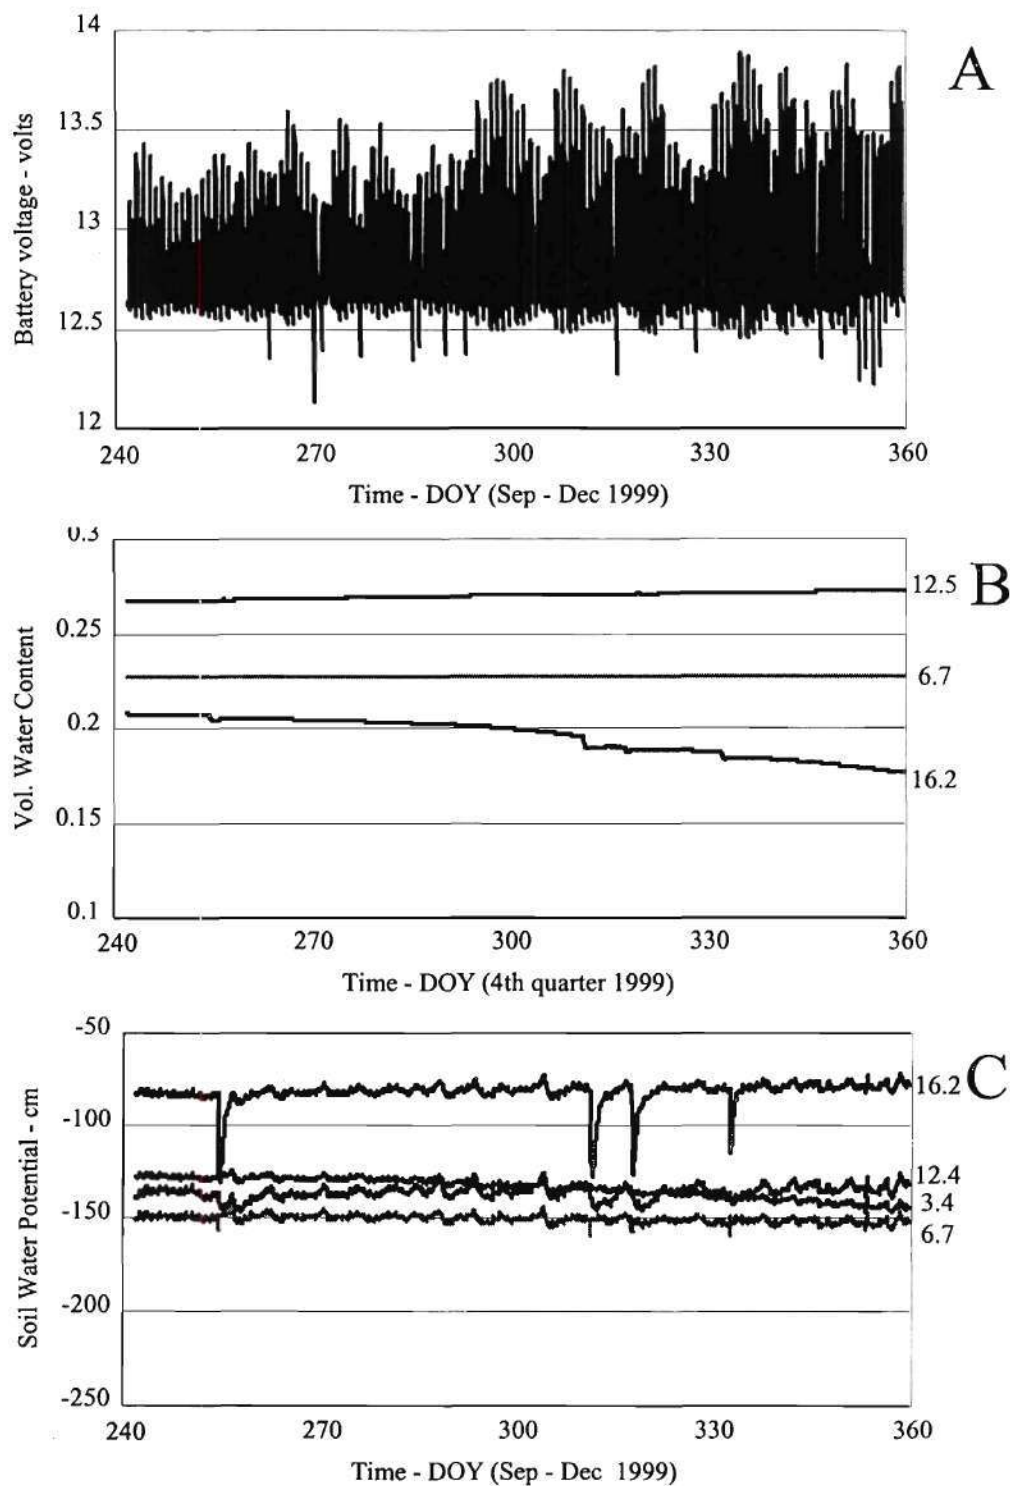 14
A
13.5
13
12.5
12
Battery voltage - volts
240 270 300 330 360
Time - DOY (Sep - Dec 1999)
0.3
12.5
B
0.25
6.7
0.2
16.2
0.15
0.1
Vol. Water Content
240 270 300 330 360
Time - DOY (4th quarter 1999)
-50
16.2
C
-100
12.4
3.4
-150
6.7
-200
-250
Soil Water Potential - cm
240 270 300 330 360
Time - DOY (Sep - Dec 1999)